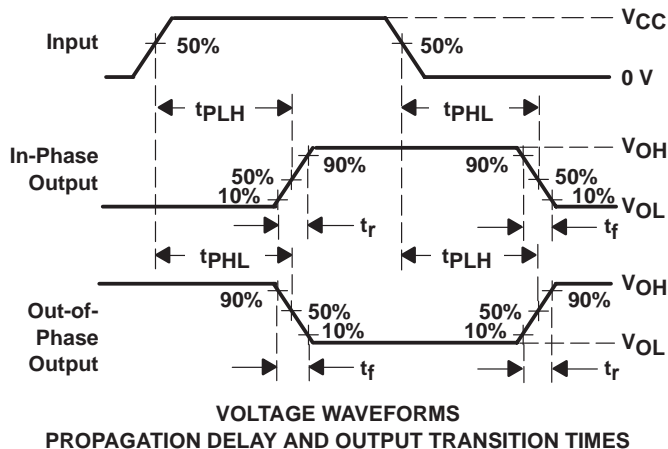 Input
50%
50%
VCC
0 V
tPLH
tPHL
In-Phase
Output
50%
10%
90%
90%
50%
10%
VOH
VOL
tr
tf
tPHL
tPLH
Out-of-
Phase
Output
90%
50%
10%
50%
10%
90%
VOH
VOL
tf
tr
VOLTAGE WAVEFORMS
PROPAGATION DELAY AND OUTPUT TRANSITION TIMES